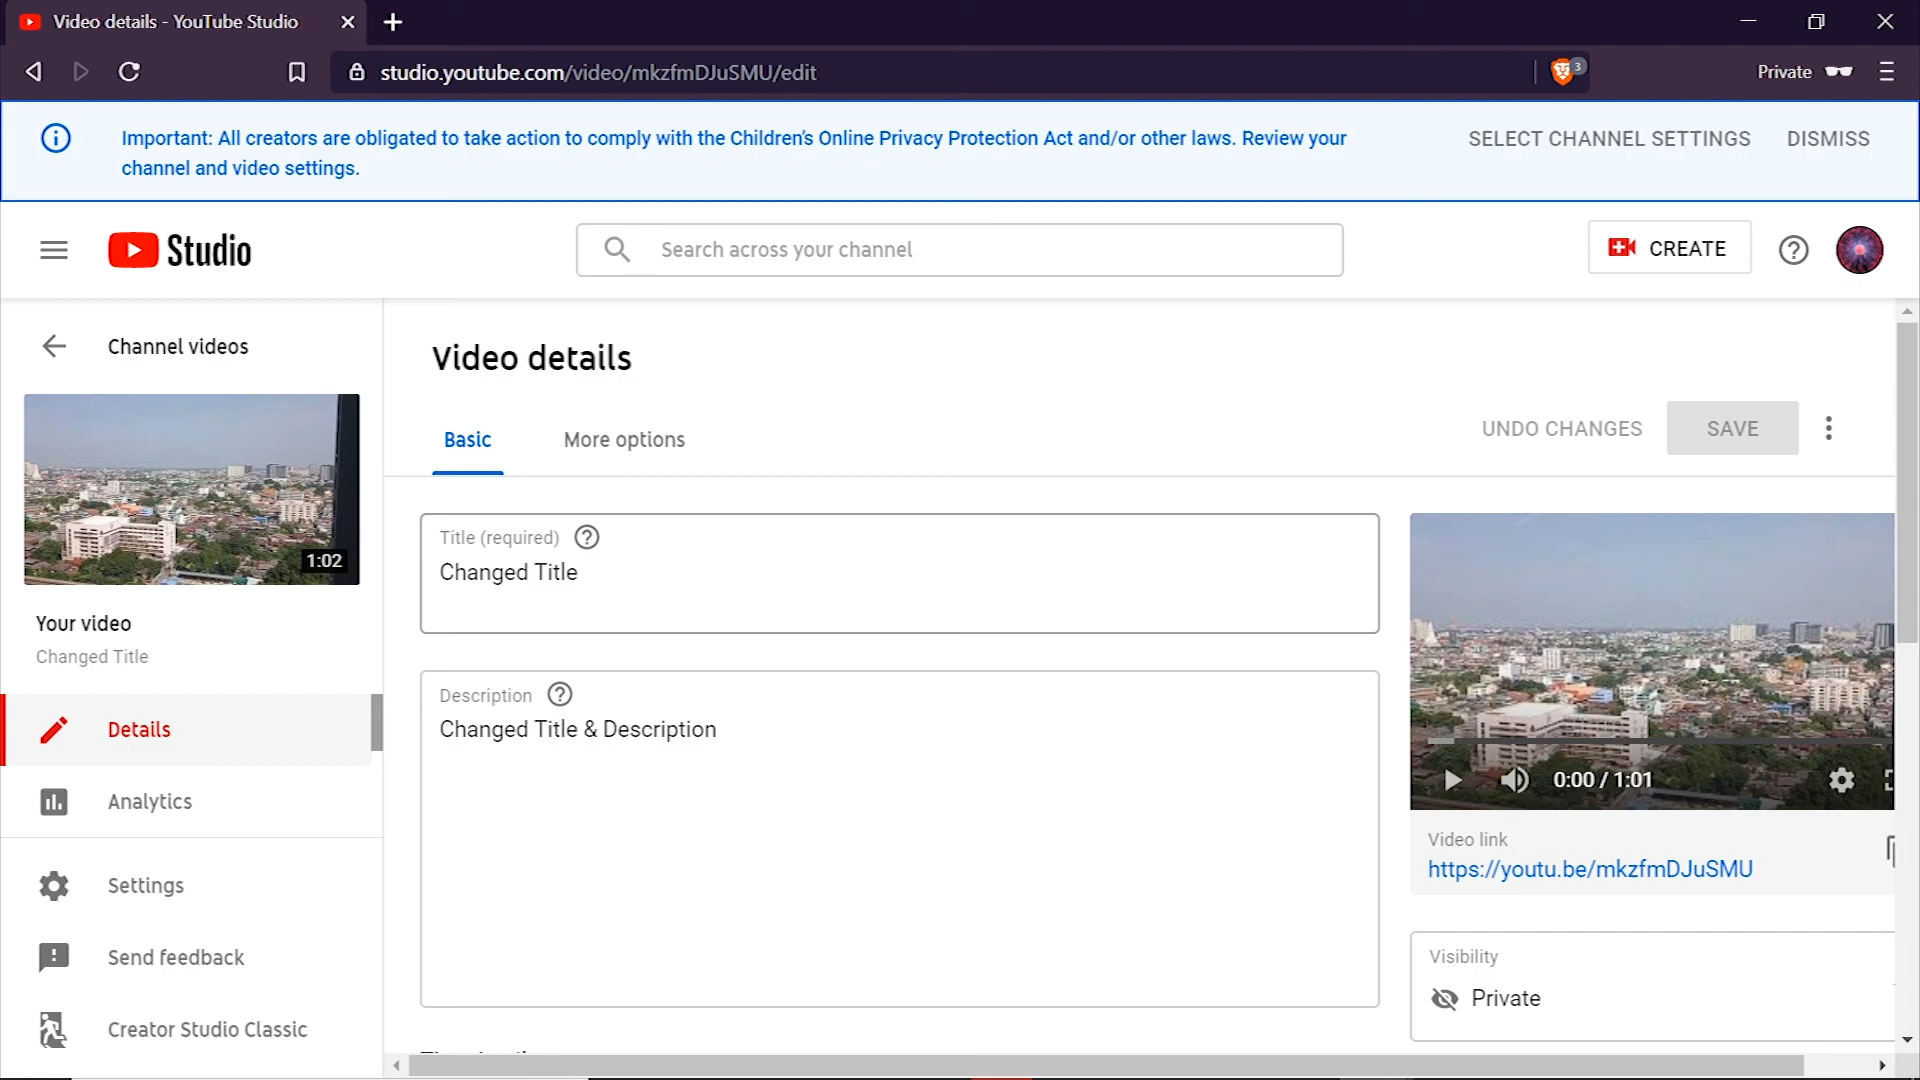 Video details - YouTube Studio
studio.youtube.com/video/mkzfmDJuSMU/edit
3
Private
Important: All creators are obligated to take action to comply with the Children's Online Privacy Protection Act and/or other laws. Review your
channel and video settings.
SELECT CHANNEL SETTINGS
DISMISS
Studio
Search across your channel
CREATE
Channel videos
1:02
Your video
Changed Title
Details
Analytics
Settings
Send feedback
Creator Studio Classic
Video details
Basic
More options
UNDO CHANGES
SAVE
Title (required)
Changed Title
Description
Changed Title & Description
0:00 / 1:01
Video link
https://youtu.be/mkzfmDJuSMU
Visibility
Private